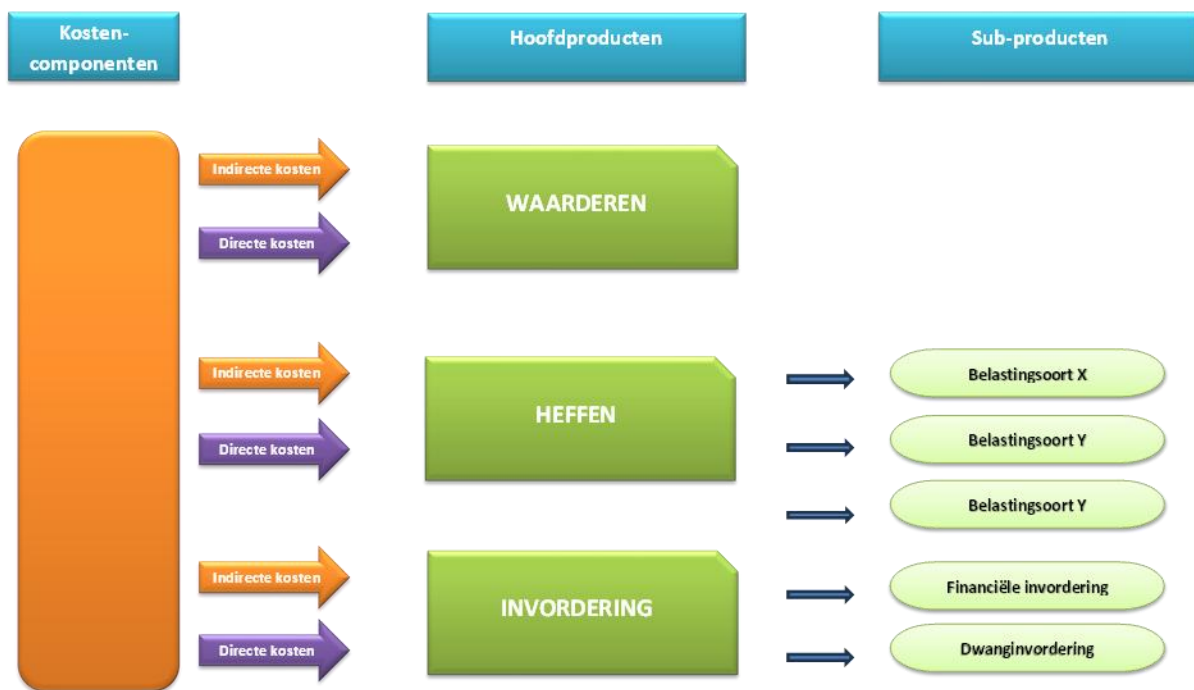 Kosten-
componenten
Hoofdproducten
Sub-producten
Indirecte kosten
Directe kosten
WAARDEREN
Indirecte kosten
Directe kosten
HEFFEN
Belastingsoort X
Belastingsoort Y
Belastingsoort Y
Indirecte kosten
Directe kosten
INVORDERING
Financiële invordering
Dwanginvordering